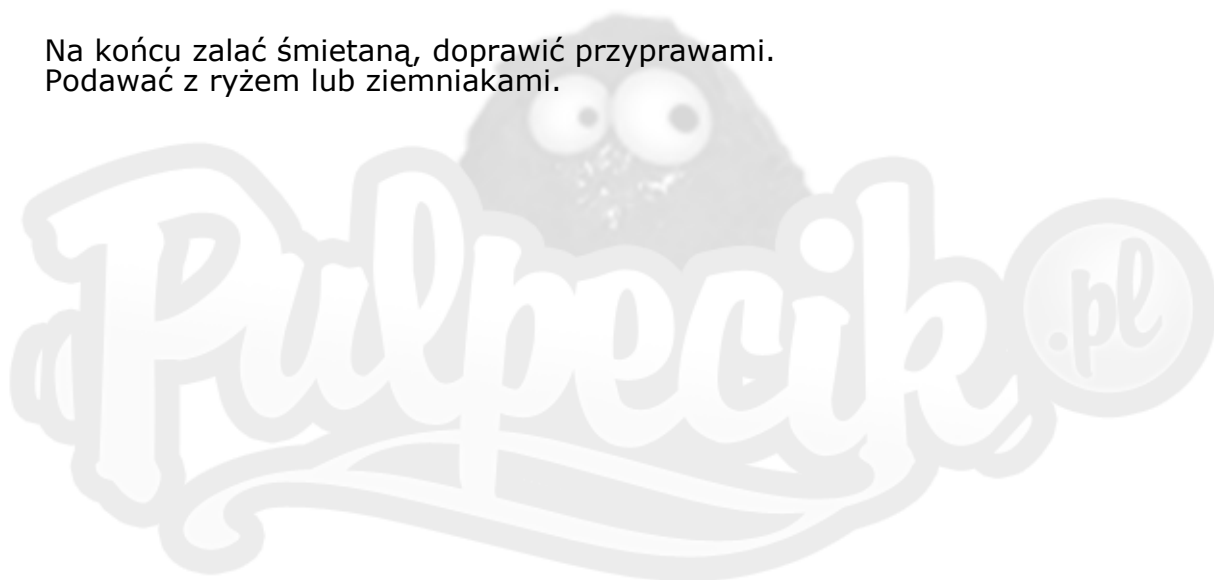 Na końcu zalać śmietaną, doprawić przyprawami.
Podawać z ryżem lub ziemniakami.
Pulpecik.pl